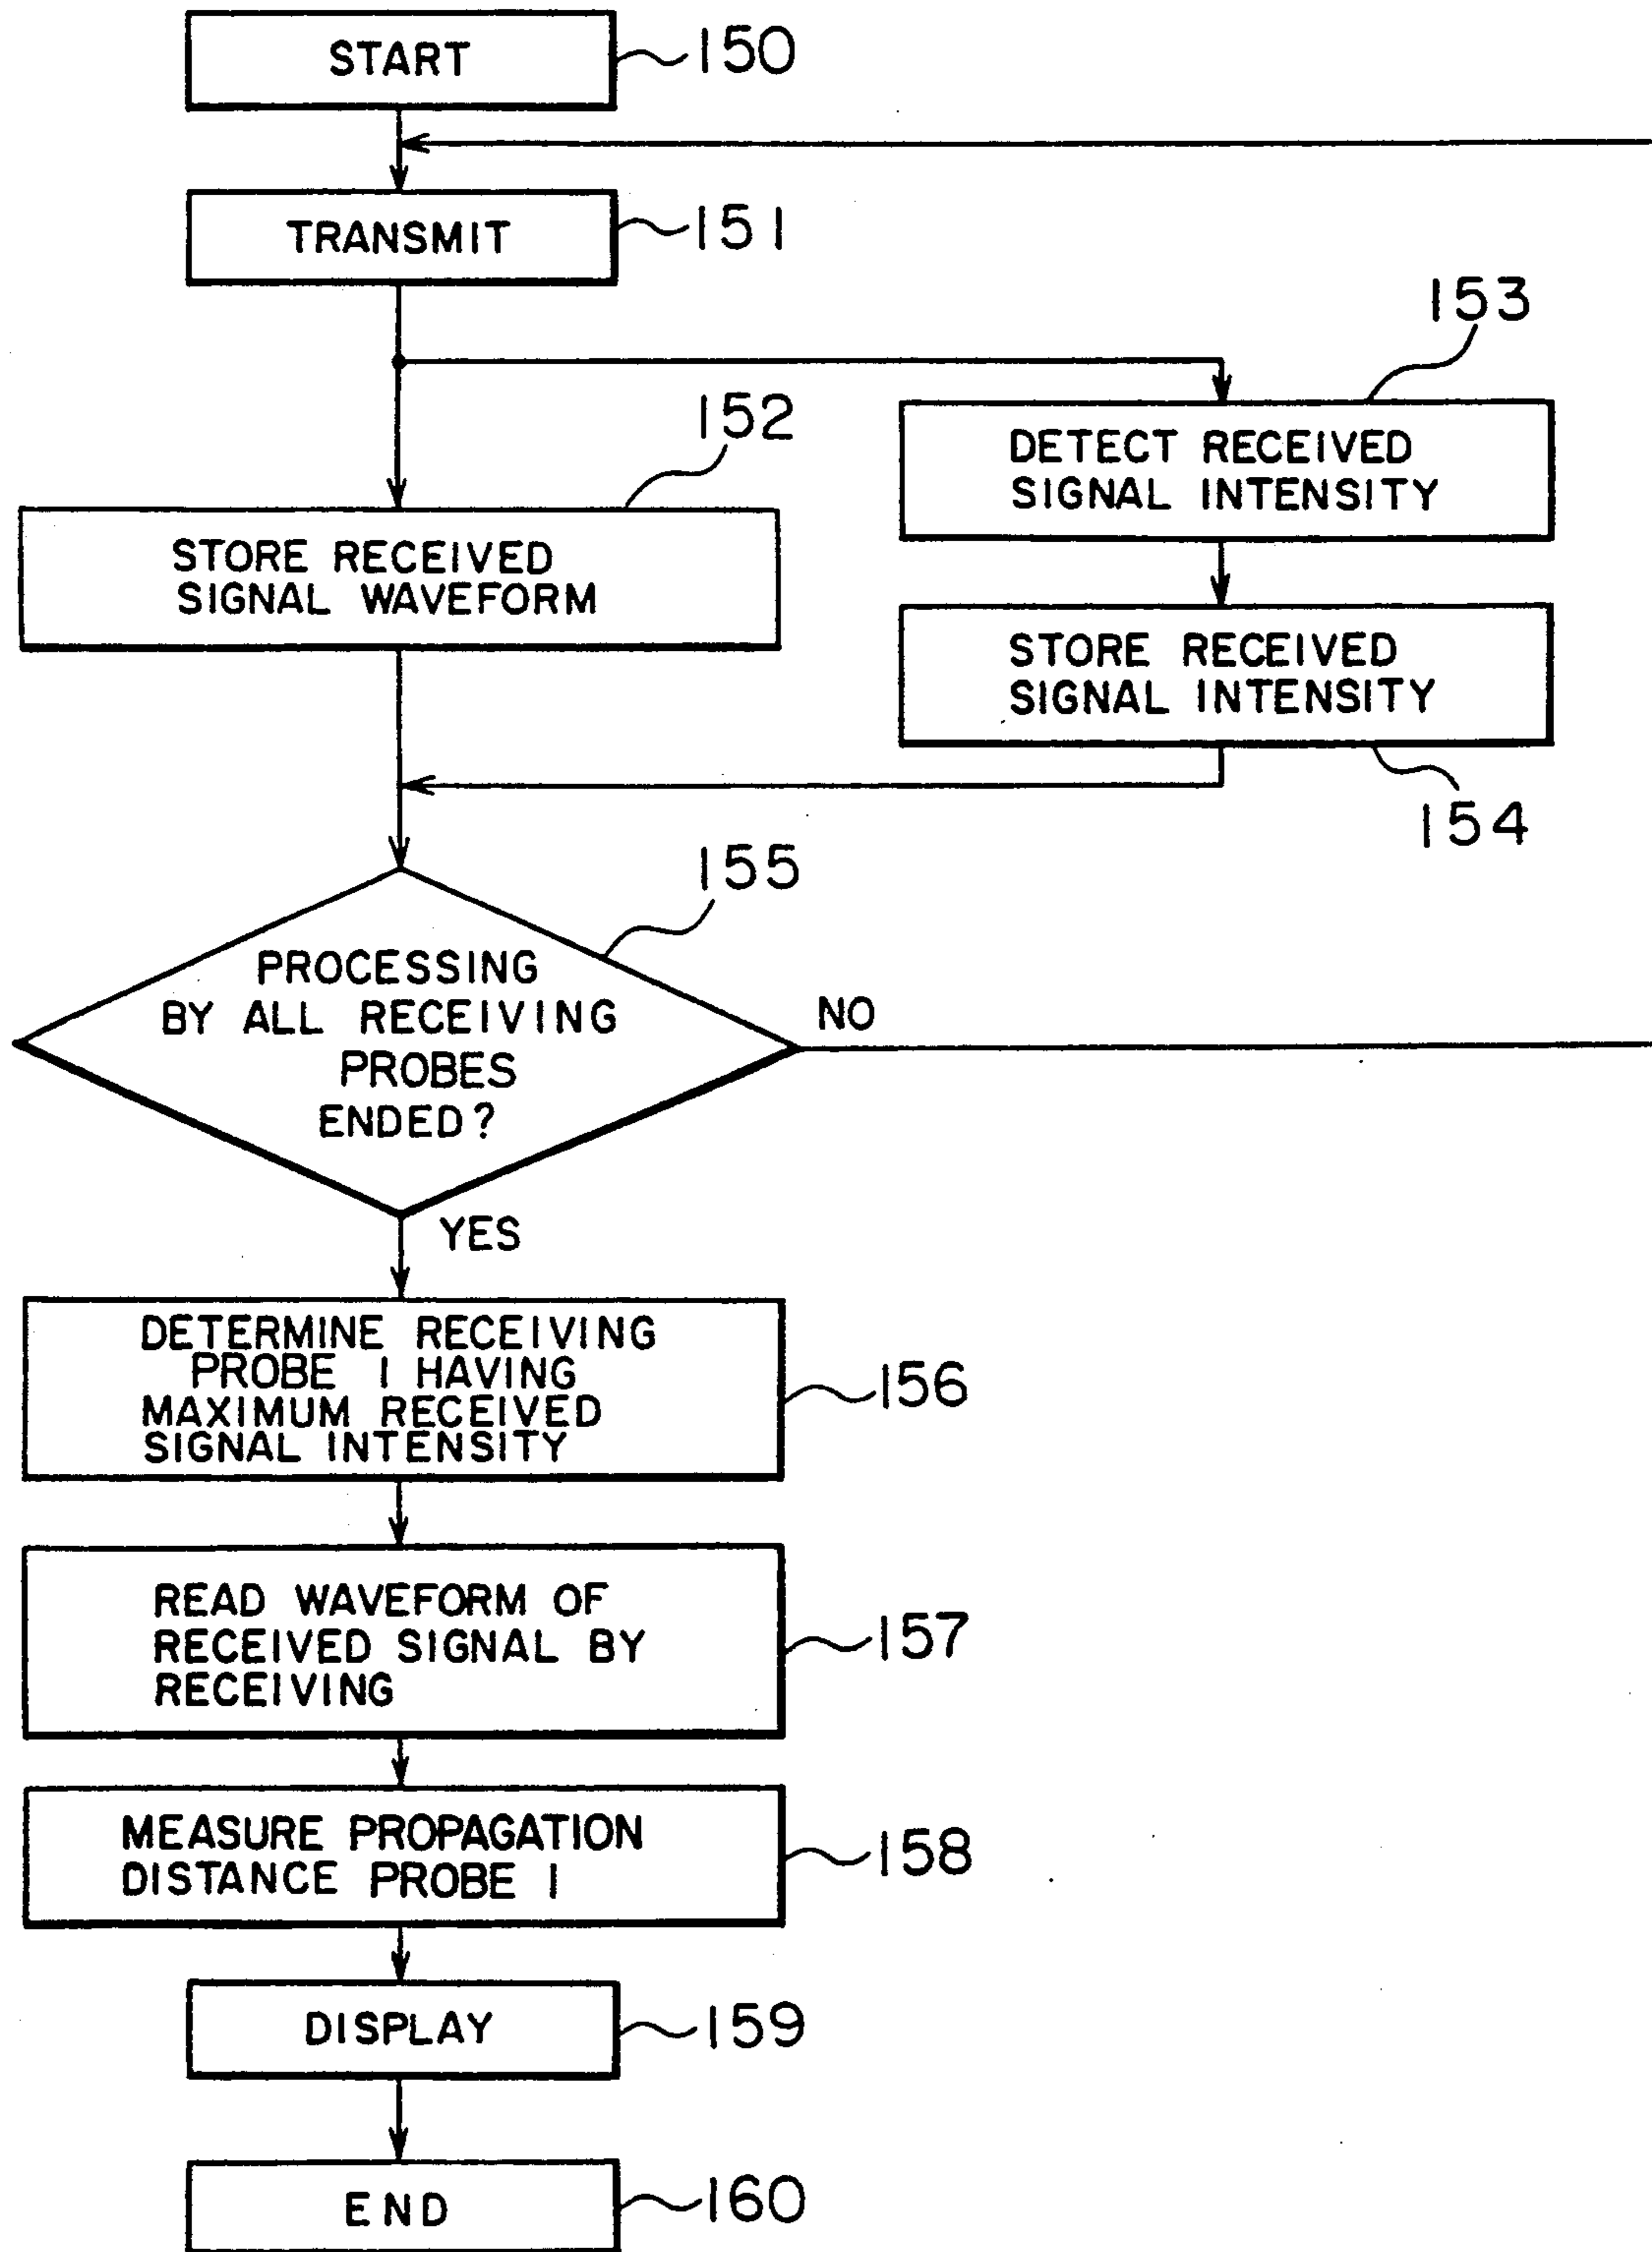 START
150
TRANSMIT
151
153
DETECT RECEIVED
SIGNAL INTENSITY
152
STORE RECEIVED
SIGNAL WAVEFORM
STORE RECEIVED
SIGNAL INTENSITY
154
155
PROCESSING
BY ALL RECEIVING
PROBES
ENDED?
NO
YES
DETERMINE RECEIVING
PROBE I HAVING
MAXIMUM RECEIVED
SIGNAL INTENSITY
156
READ WAVEFORM OF
RECEIVED SIGNAL BY
RECEIVING
157
MEASURE PROPAGATION
DISTANCE PROBE I
158
DISPLAY
159
END
160